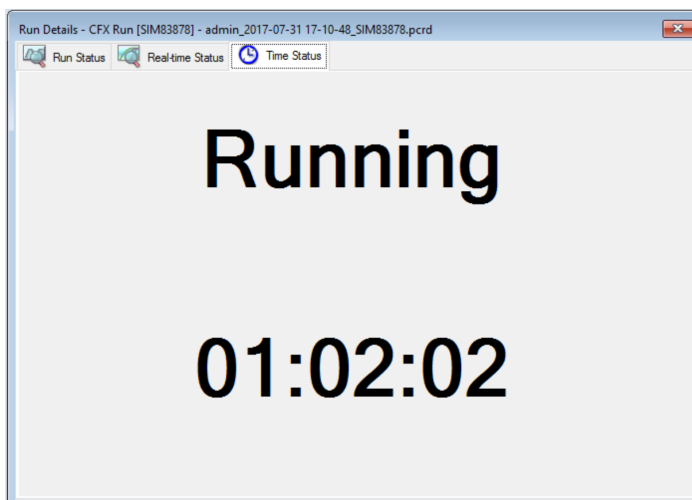 Run Details - CFX Run [SIM83878] - admin_2017-07-31 17-10-48_SIM83878.pcrd
Run Status Real-time Status Time Status
Running
01:02:02